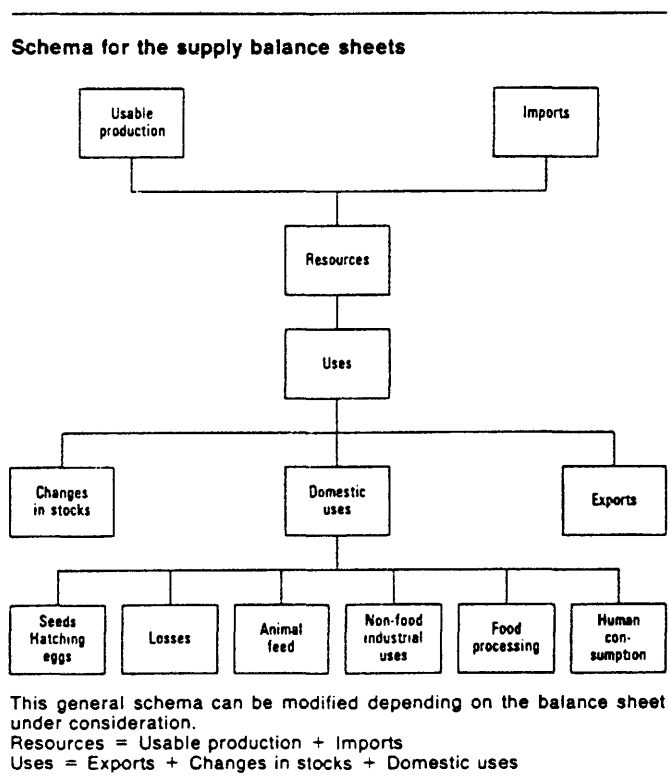 Schema for the supply balance sheets
Usable
production
Imports
Resources
Uses
Changes
in stocks
Domestic
uses
Exports
Seeds
Hatching
eggs
Losses
Animal
feed
Non-food
industrial
uses
Food
processing
Human
con-
sumption
This general schema can be modified depending on the balance sheet
under consideration.
Resources = Usable production + Imports
Uses = Exports + Changes in stocks + Domestic uses